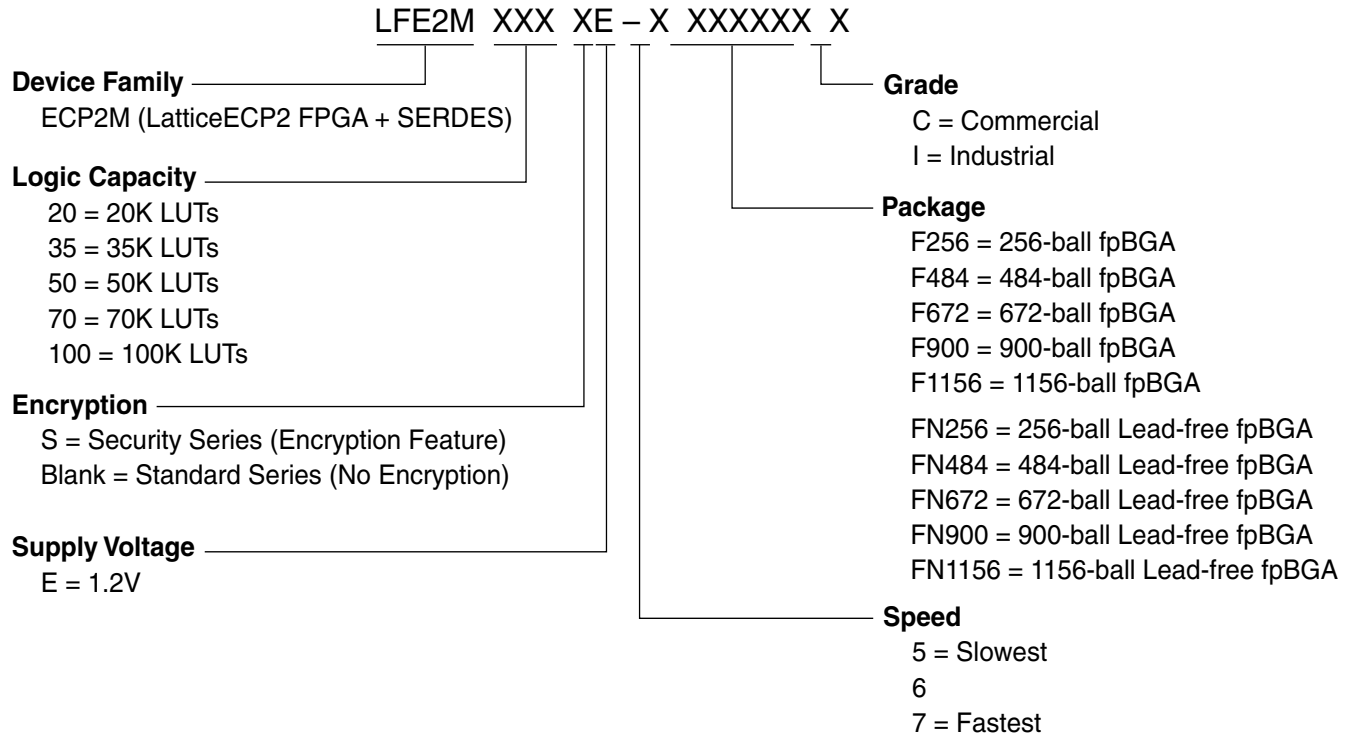 LFE2M XXX XE – X XXXXXX X
Device Family
ECP2M (LatticeECP2 FPGA + SERDES)
Logic Capacity
20 = 20K LUTs
35 = 35K LUTs
50 = 50K LUTs
70 = 70K LUTs
100 = 100K LUTs
Encryption
S = Security Series (Encryption Feature)
Blank = Standard Series (No Encryption)
Supply Voltage
E = 1.2V
Grade
C = Commercial
I = Industrial
Package
F256 = 256-ball fpBGA
F484 = 484-ball fpBGA
F672 = 672-ball fpBGA
F900 = 900-ball fpBGA
F1156 = 1156-ball fpBGA
FN256 = 256-ball Lead-free fpBGA
FN484 = 484-ball Lead-free fpBGA
FN672 = 672-ball Lead-free fpBGA
FN900 = 900-ball Lead-free fpBGA
FN1156 = 1156-ball Lead-free fpBGA
Speed
5 = Slowest
6
7 = Fastest